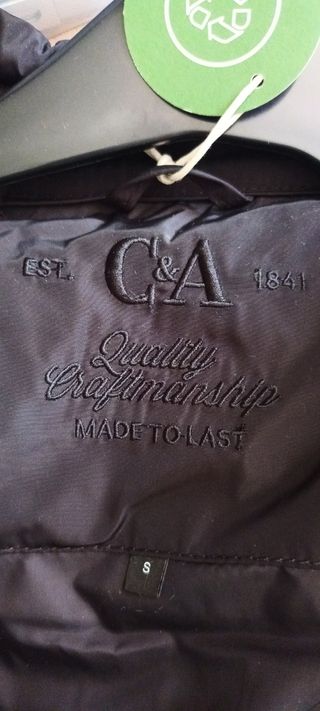 EST. C&A 1841
Quality
Craftmanship
MADE TO LAST
S